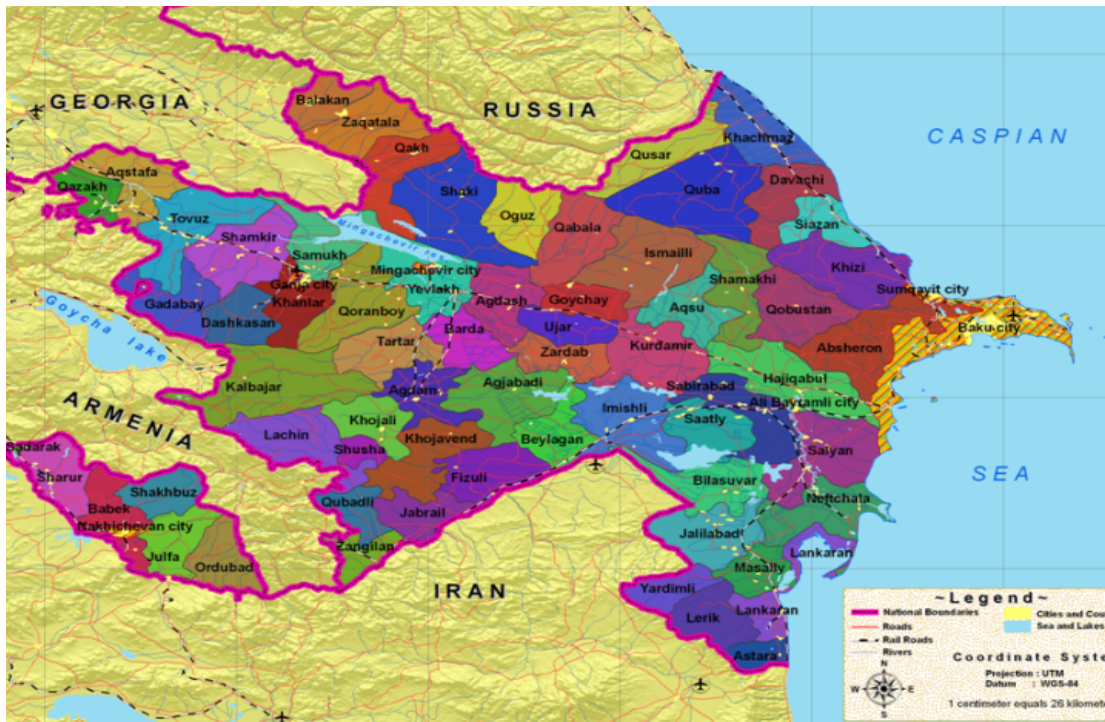 GEORGIA
RUSSIA
CASPIAN
SEA
ARMENIA
IRAN
Goycha
lake
Mingachevir
Balakan
Zaqatala
Qakh
Shaki
Oguz
Qabala
Qusar
Khachmaz
Quba
Davachi
Siazan
Aqstafa
Qazakh
Tovuz
Shamkir
Samukh
Mingachevir city
Ganja city
Khanlar
Yevlakh
Gadabay
Dashkasan
Qoranboy
Agdash
Goychay
Ismailli
Shamakhi
Aqsu
Khizi
Qobustan
Sumqayit city
Baku city
Absheron
Barda
Ujar
Zardab
Kurdamir
Tartar
Agdam
Agjabadi
Kalbajar
Hajiqabul
Sabirabad
Ali Bayramli city
Imishli
Saatly
Lachin
Khojali
Shusha
Khojavend
Beylagan
Fizuli
Salyan
Bilasuvar
Neftchala
Qubadli
Jabrail
Zangilan
Jalilabad
Lankaran
Masally
Yardimli
Lerik
Lankaran
Astara
Sadarak
Sharur
Shakhbuz
Babek
Nakhichevan city
Julfa
Ordubad
~Legend~
National Boundaries
Roads
Rail Roads
Rivers
Cities and Cou
Sea and Lakes
N
W E
S
Coordinate Syste
Projection : UTM
Datum : WGS-84
1 centimeter equals 26 kilomete